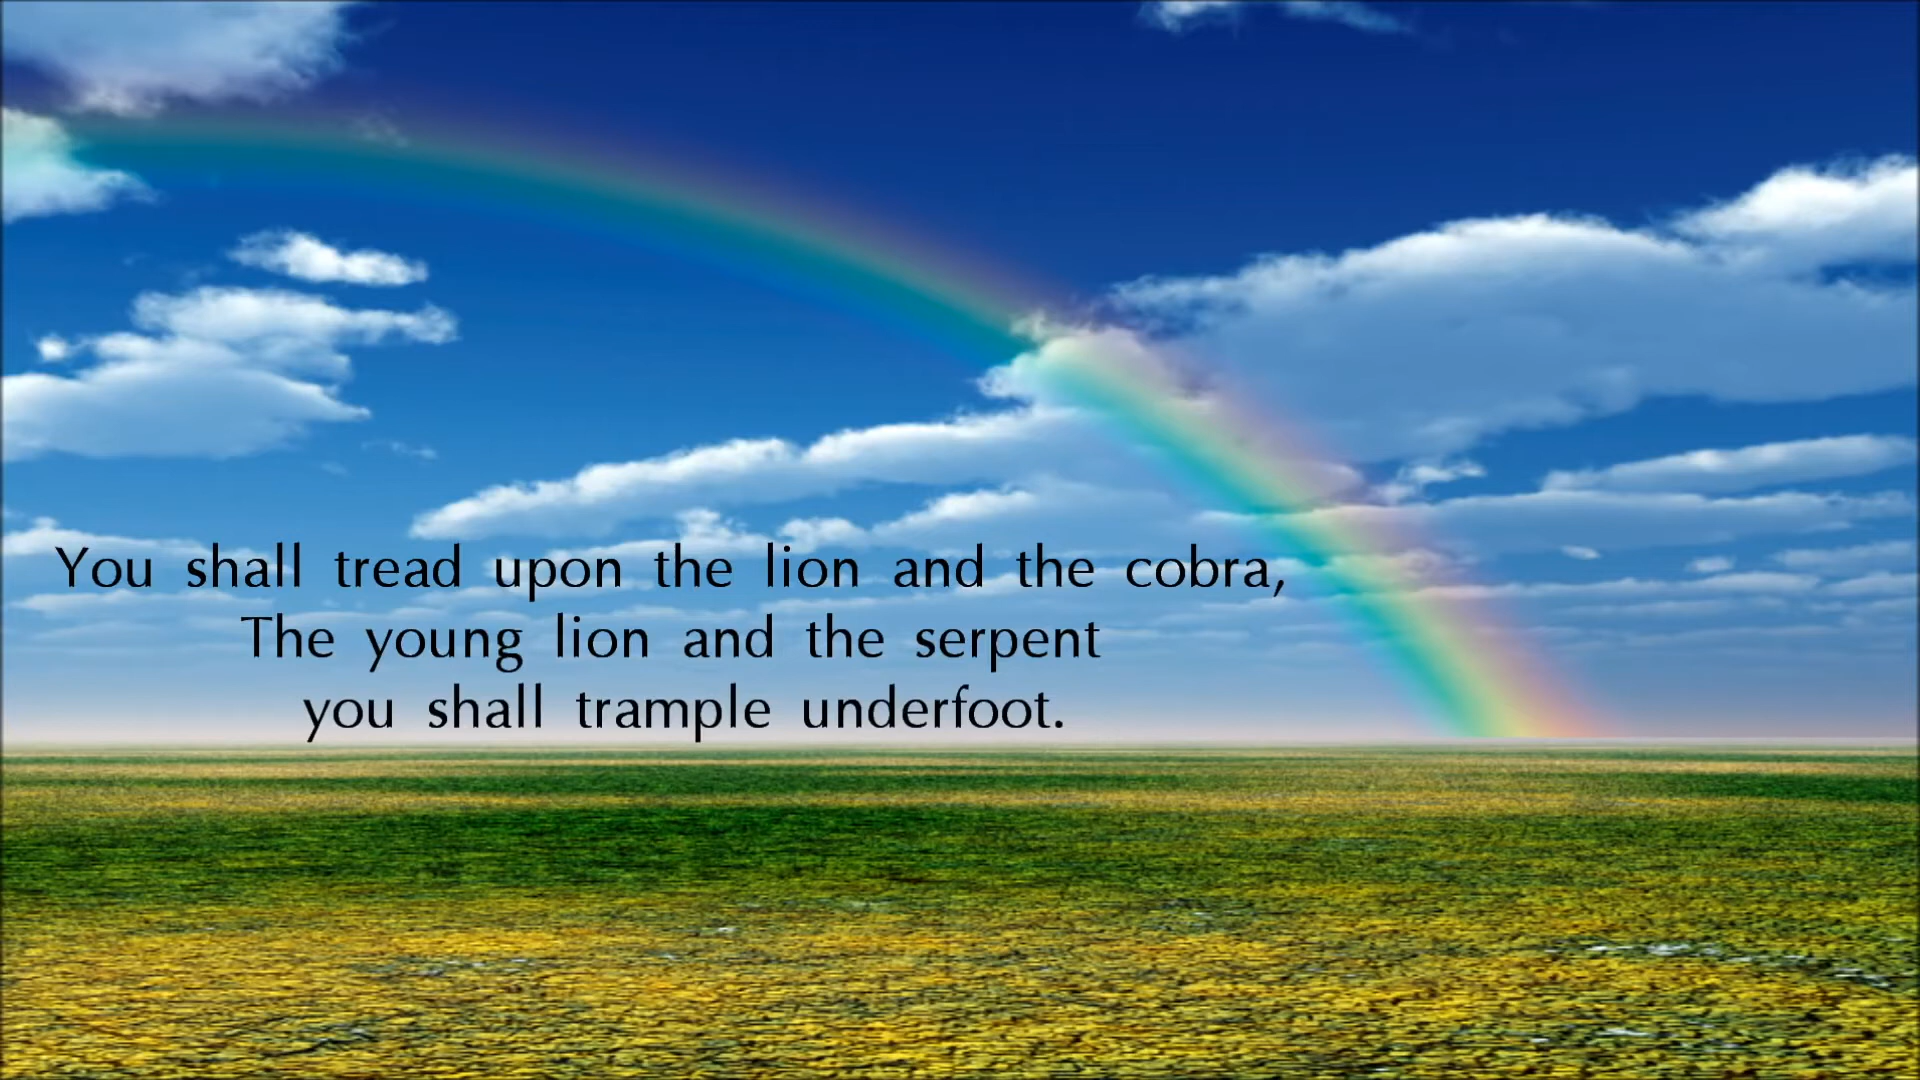 You shall tread upon the lion and the cobra,
The young lion and the serpent
you shall trample underfoot.